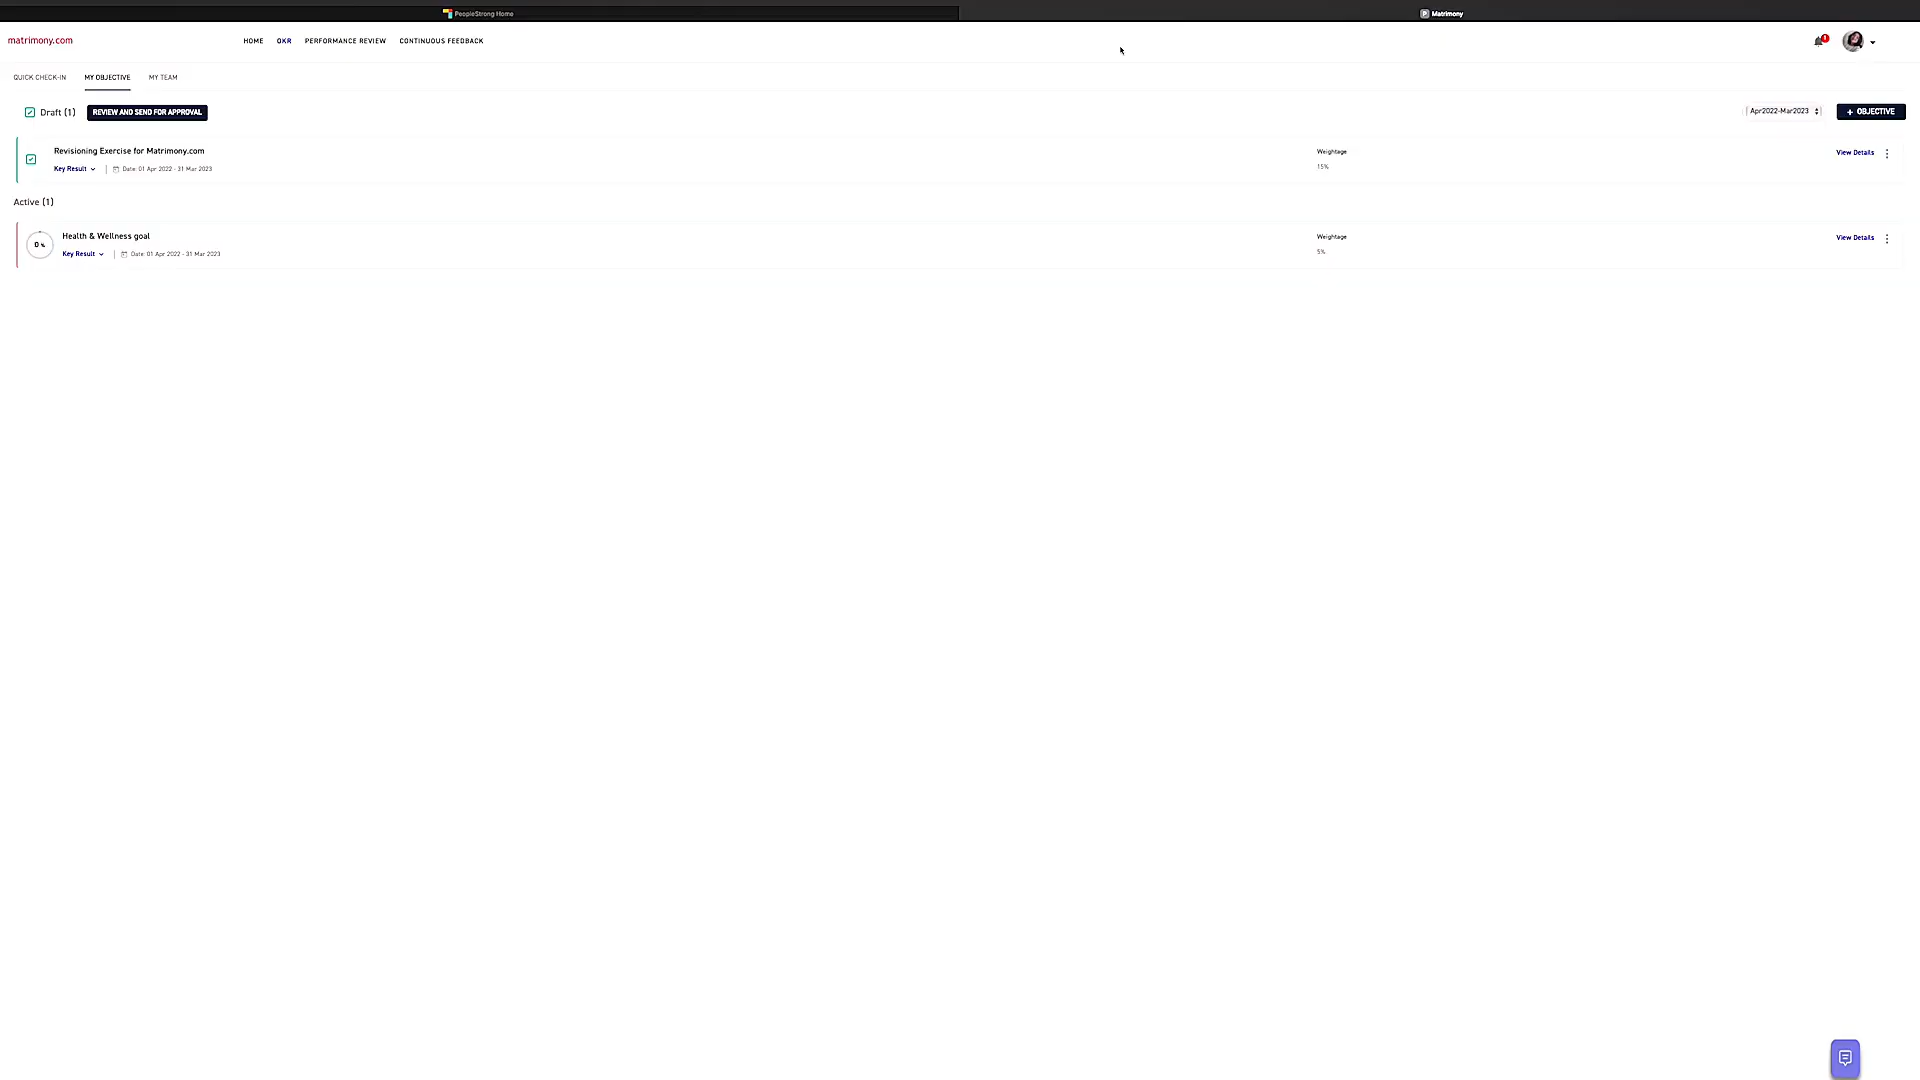 PeopleStrong Home
Matrimony
matrimony.com
HOME
OKR
PERFORMANCE REVIEW
CONTINUOUS FEEDBACK
1
QUICK CHECK-IN
MY OBJECTIVE
MY TEAM
Draft (1)
REVIEW AND SEND FOR APPROVAL
Apr2022-Mar2023
+ OBJECTIVE
Revisioning Exercise for Matrimony.com
Weightage
View Details
Key Result
Date: 01 Apr 2022 - 31 Mar 2023
15%
Active (1)
0 %
Health & Wellness goal
Weightage
View Details
Key Result
Date: 01 Apr 2022 - 31 Mar 2023
5%